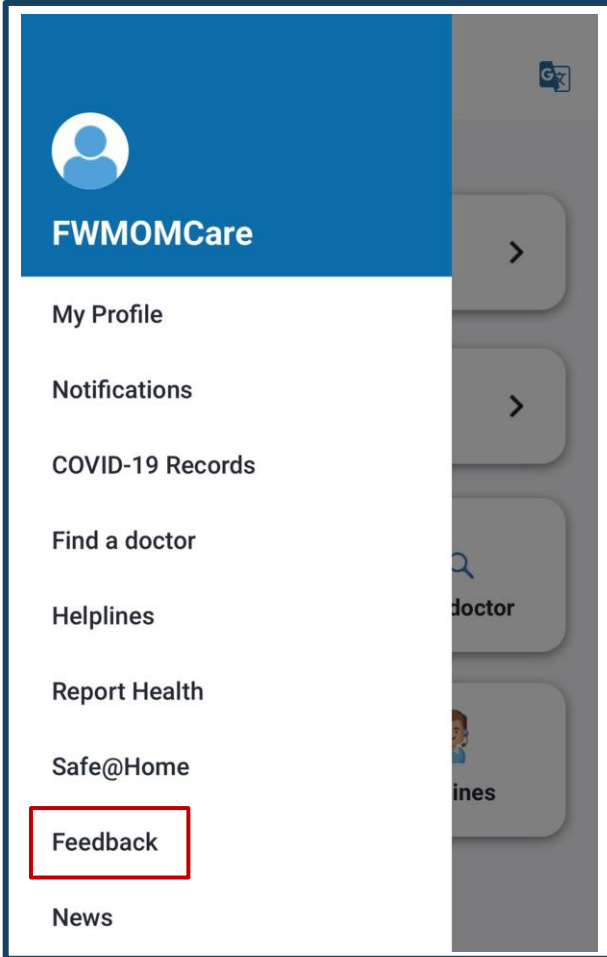 FWMOMCare
My Profile
Notifications
COVID-19 Records
Find a doctor
Helplines
Report Health
Safe@Home
Feedback
News
doctor
ines